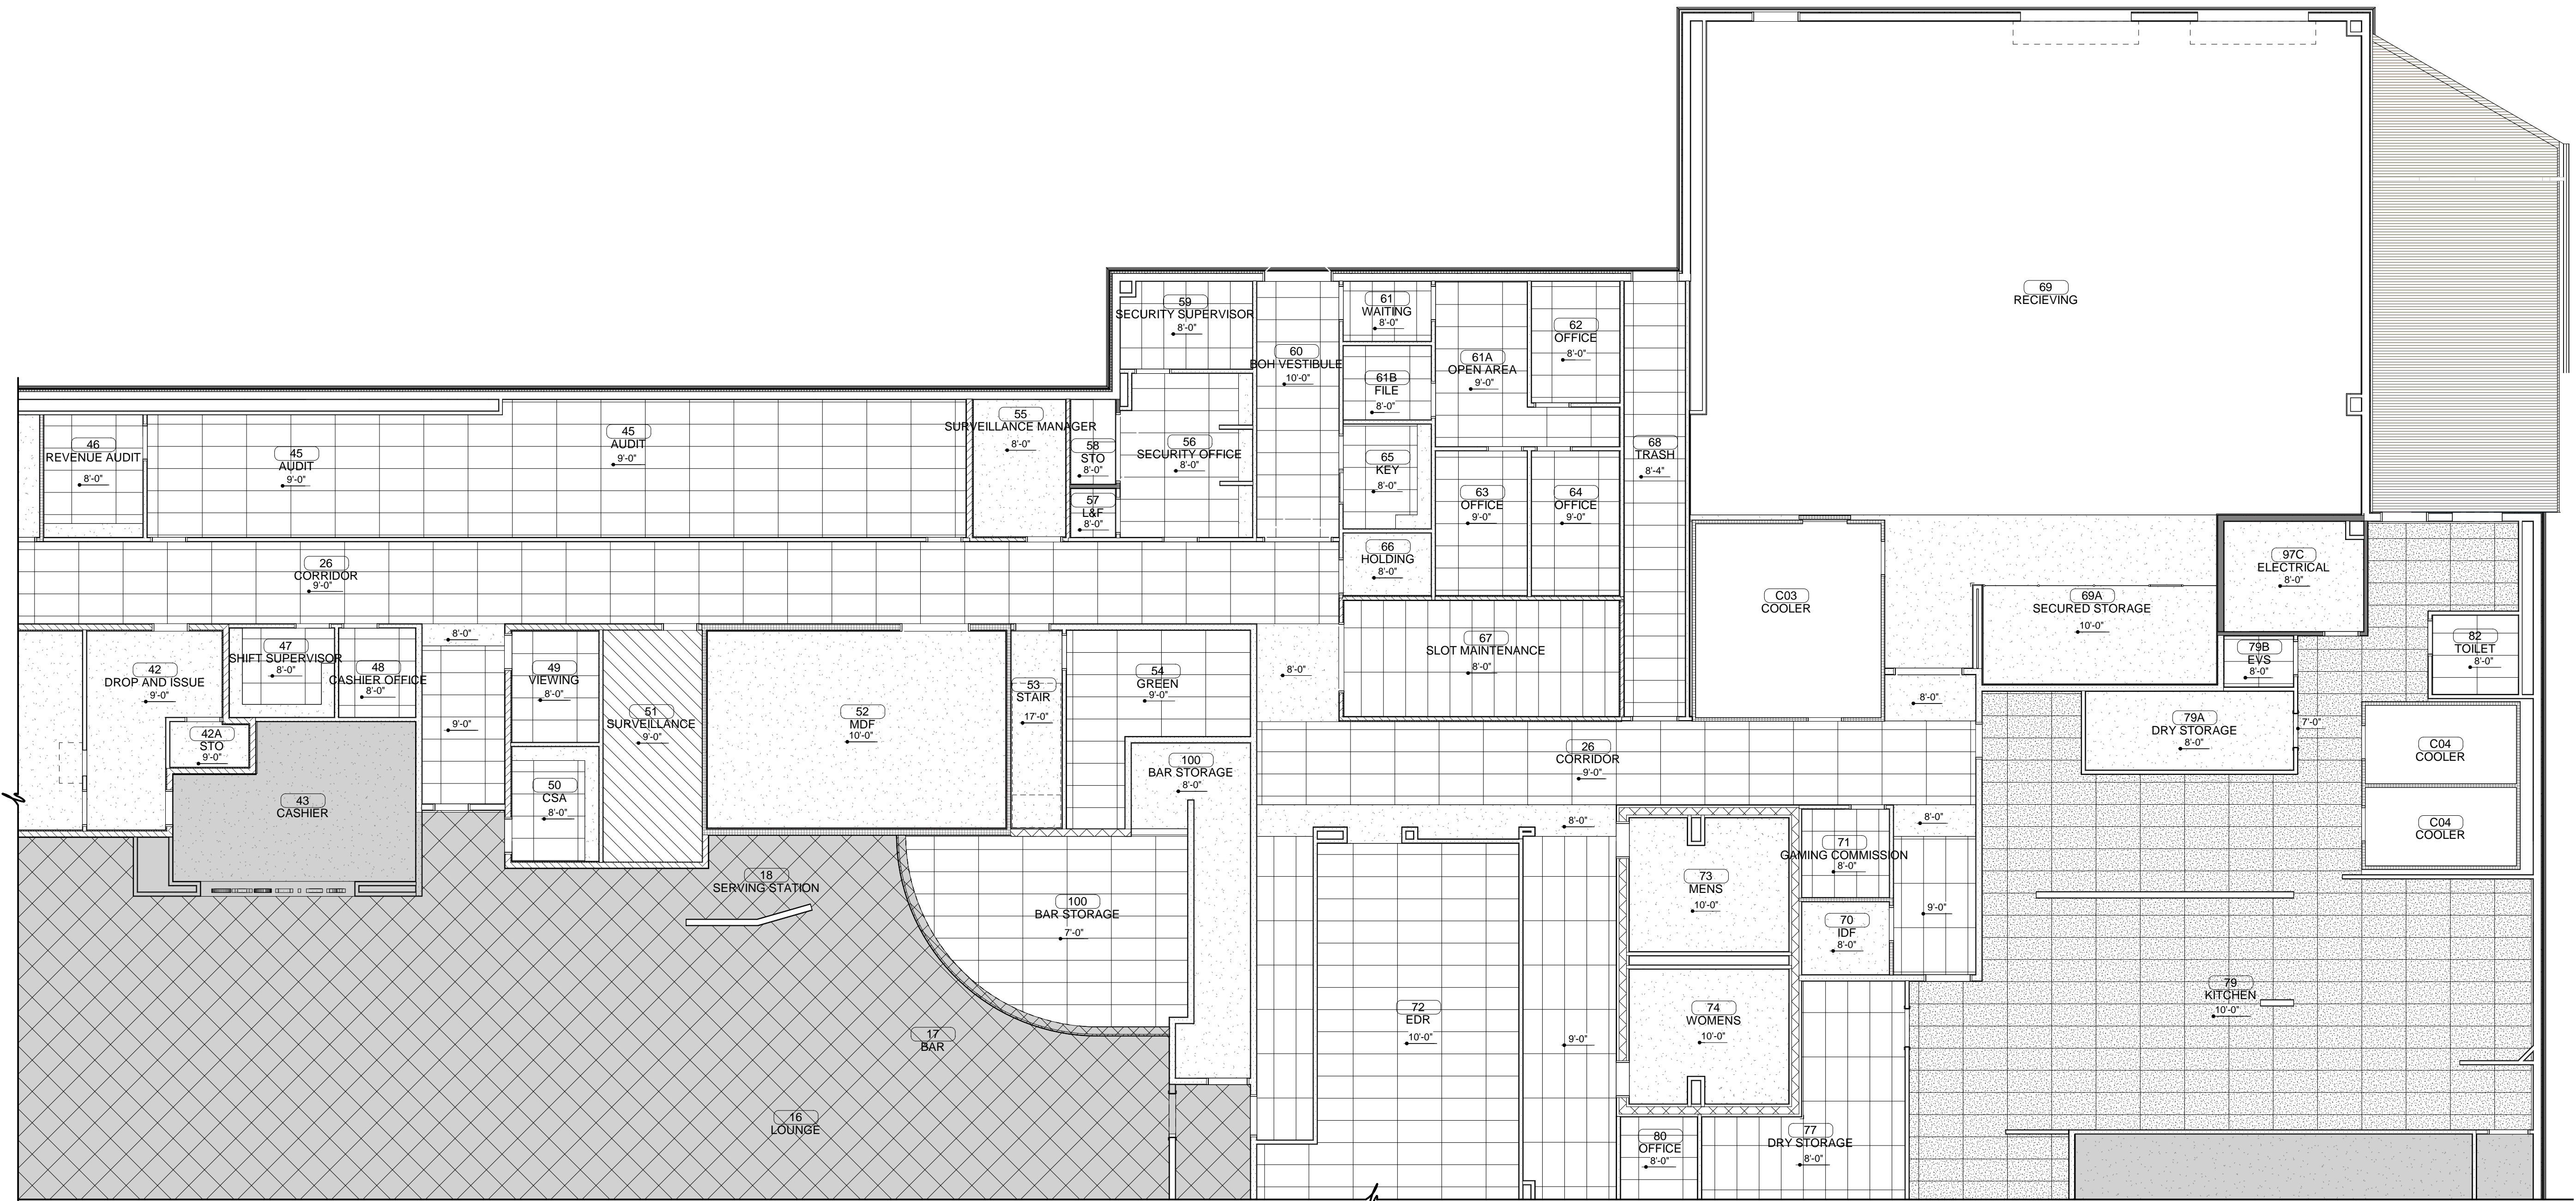 69
RECIEVING
59
SECURITY SUPERVISOR
8'-0"
60
BOH VESTIBULE
10'-0"
61
WAITING
8'-0"
61A
OPEN AREA
9'-0"
62
OFFICE
8'-0"
61B
FILE
8'-0"
46
REVENUE AUDIT
8'-0"
45
AUDIT
9'-0"
45
AUDIT
9'-0"
55
SURVEILLANCE MANAGER
8'-0"
58
STO
8'-0"
56
SECURITY OFFICE
8'-0"
57
L&F
8'-0"
65
KEY
8'-0"
63
OFFICE
9'-0"
64
OFFICE
9'-0"
68
TRASH
8'-4"
66
HOLDING
8'-0"
26
CORRIDOR
9'-0"
C03
COOLER
69A
SECURED STORAGE
10'-0"
97C
ELECTRICAL
8'-0"
79B
EVS
8'-0"
82
TOILET
8'-0"
42
DROP AND ISSUE
9'-0"
47
SHIFT SUPERVISOR
8'-0"
48
CASHIER OFFICE
8'-0"
8'-0"
9'-0"
49
VIEWING
8'-0"
51
SURVEILLANCE
9'-0"
52
MDF
10'-0"
53
STAIR
17'-0"
54
GREEN
9'-0"
8'-0"
67
SLOT MAINTENANCE
8'-0"
8'-0"
79A
DRY STORAGE
8'-0"
7'-0"
C04
COOLER
C04
COOLER
42A
STO
9'-0"
43
CASHIER
50
CSA
8'-0"
100
BAR STORAGE
8'-0"
26
CORRIDOR
9'-0"
8'-0"
8'-0"
71
GAMING COMMISSION
8'-0"
18
SERVING STATION
100
BAR STORAGE
7'-0"
73
MENS
10'-0"
70
IDF
8'-0"
9'-0"
79
KITCHEN
10'-0"
17
BAR
72
EDR
10'-0"
9'-0"
74
WOMENS
10'-0"
16
LOUNGE
80
OFFICE
8'-0"
77
DRY STORAGE
8'-0"